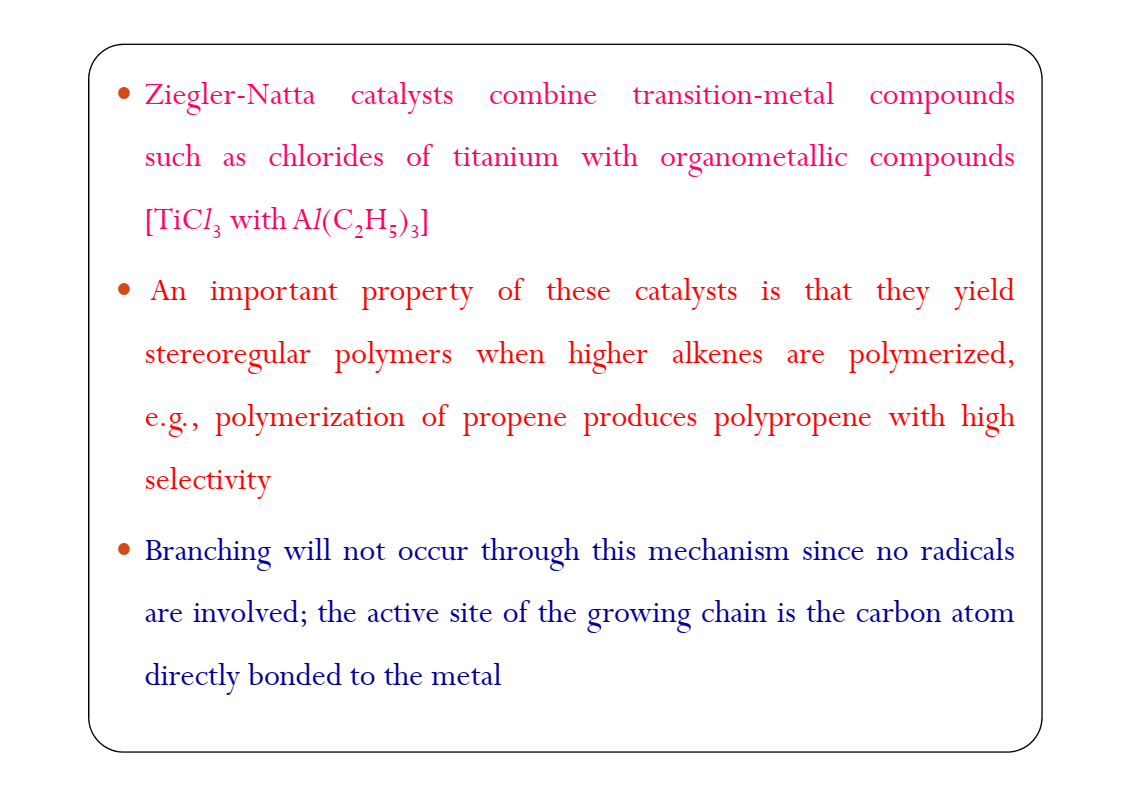 • Ziegler-Natta catalysts combine transition-metal compounds
such as chlorides of titanium with organometallic compounds
[TiCl₃ with Al(C₂H₅)₃]
• An important property of these catalysts is that they yield
stereoregular polymers when higher alkenes are polymerized,
e.g., polymerization of propene produces polypropene with high
selectivity
• Branching will not occur through this mechanism since no radicals
are involved; the active site of the growing chain is the carbon atom
directly bonded to the metal